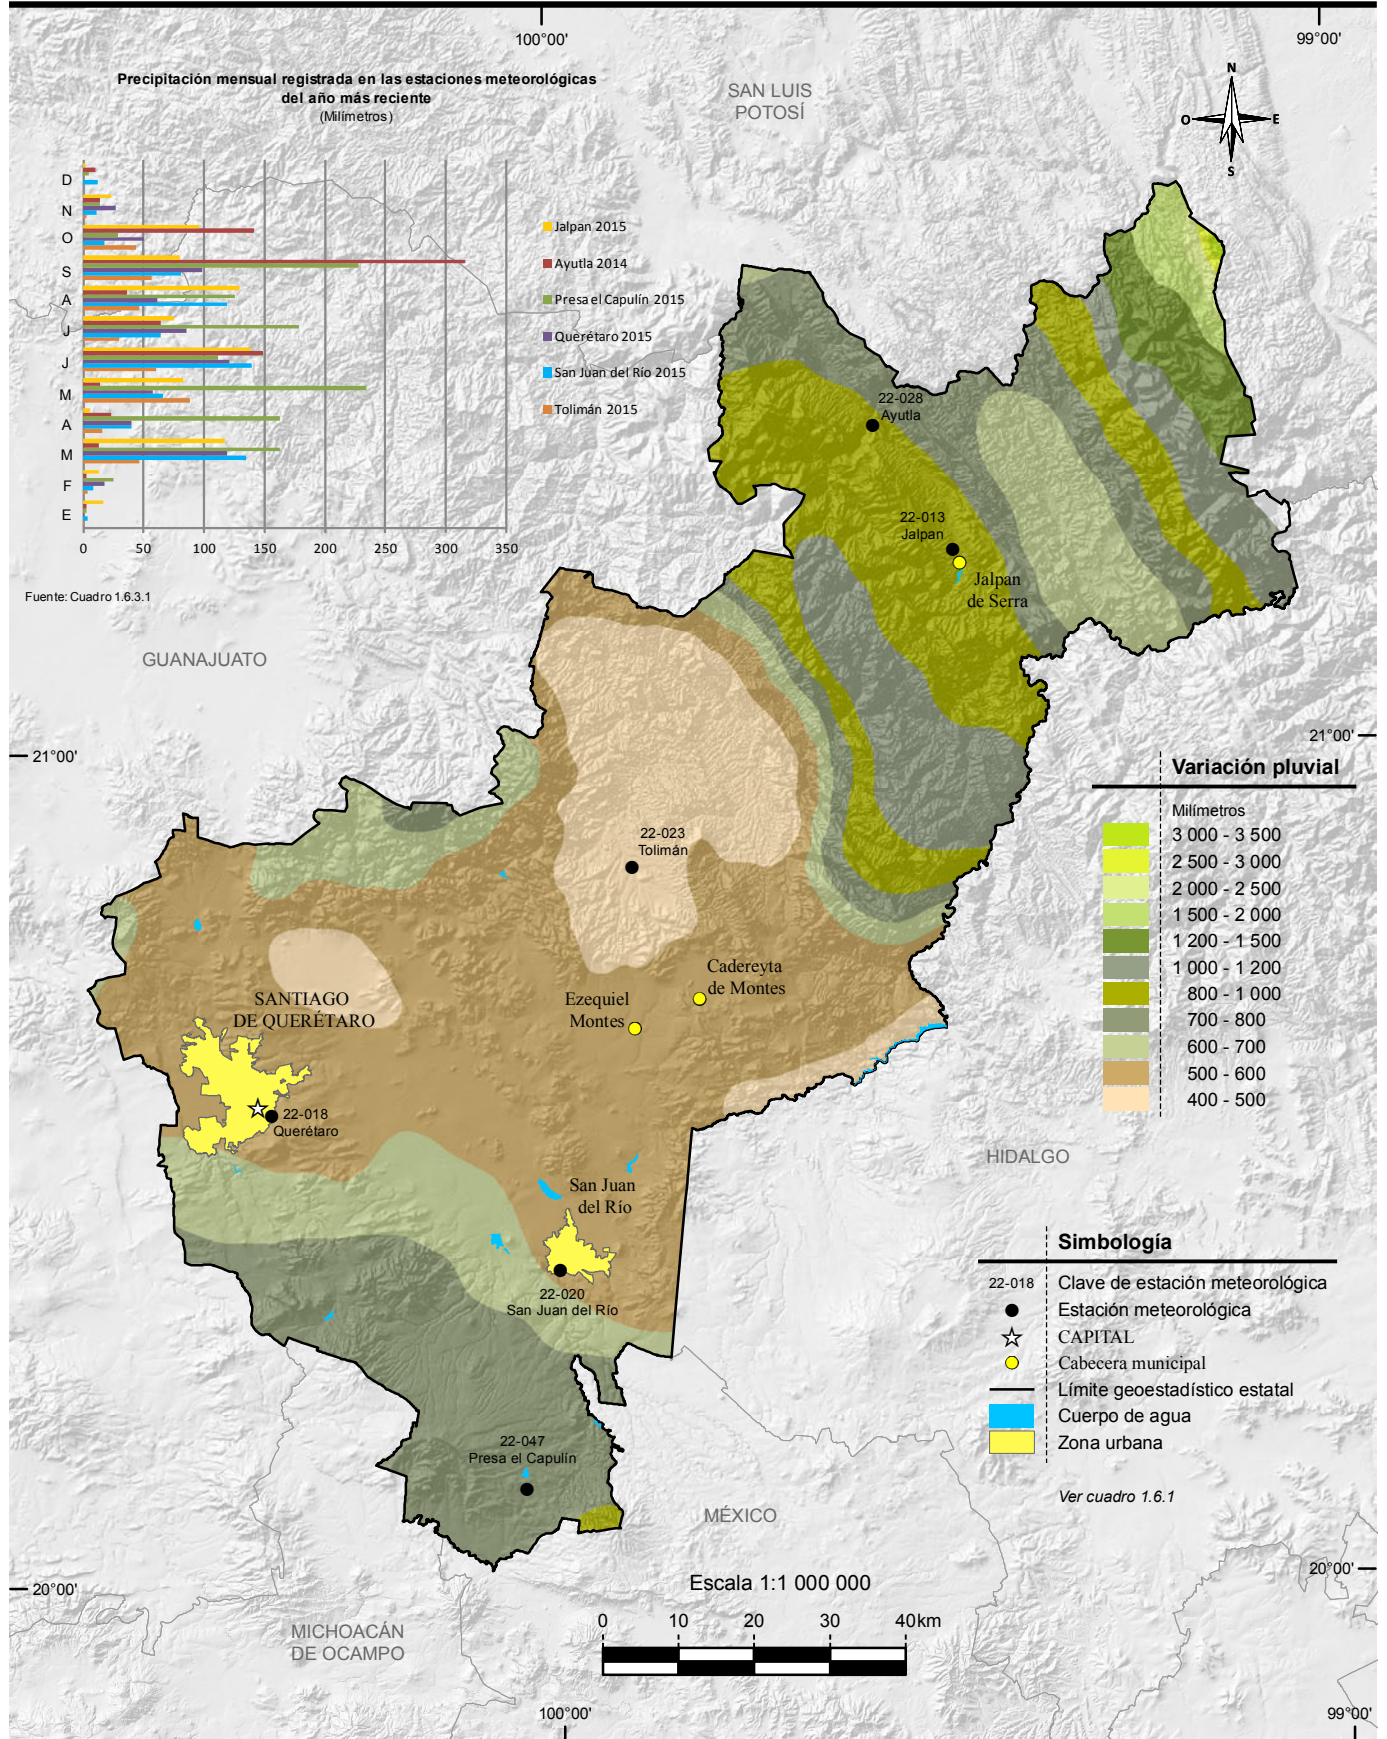 100°00'
99°00'
Precipitación mensual registrada en las estaciones meteorológicas
del año más reciente
(Milímetros)
SAN LUIS
POTOSÍ
N
O
E
S
D
N
O
S
A
J
J
M
A
M
F
E
0 50 100 150 200 250 300 350
Jalpan 2015
Ayutla 2014
Presa el Capulín 2015
Querétaro 2015
San Juan del Río 2015
Tolimán 2015
Fuente: Cuadro 1.6.3.1
22-028
Ayutla
22-013
Jalpan
Jalpan
de Serra
GUANAJUATO
21°00'
21°00'
22-023
Tolimán
Variación pluvial
Milímetros
3 000 - 3 500
2 500 - 3 000
2 000 - 2 500
1 500 - 2 000
1 200 - 1 500
1 000 - 1 200
800 - 1 000
700 - 800
600 - 700
500 - 600
400 - 500
Cadereyta
de Montes
Ezequiel
Montes
SANTIAGO
DE QUERÉTARO
22-018
Querétaro
HIDALGO
San Juan
del Río
22-020
San Juan del Río
Simbología
22-018 Clave de estación meteorológica
Estación meteorológica
CAPITAL
Cabecera municipal
Límite geoestadístico estatal
Cuerpo de agua
Zona urbana
Ver cuadro 1.6.1
22-047
Presa el Capulín
MÉXICO
20°00'
20°00'
Escala 1:1 000 000
0 10 20 30 40km
MICHOACÁN
DE OCAMPO
100°00'
99°00'